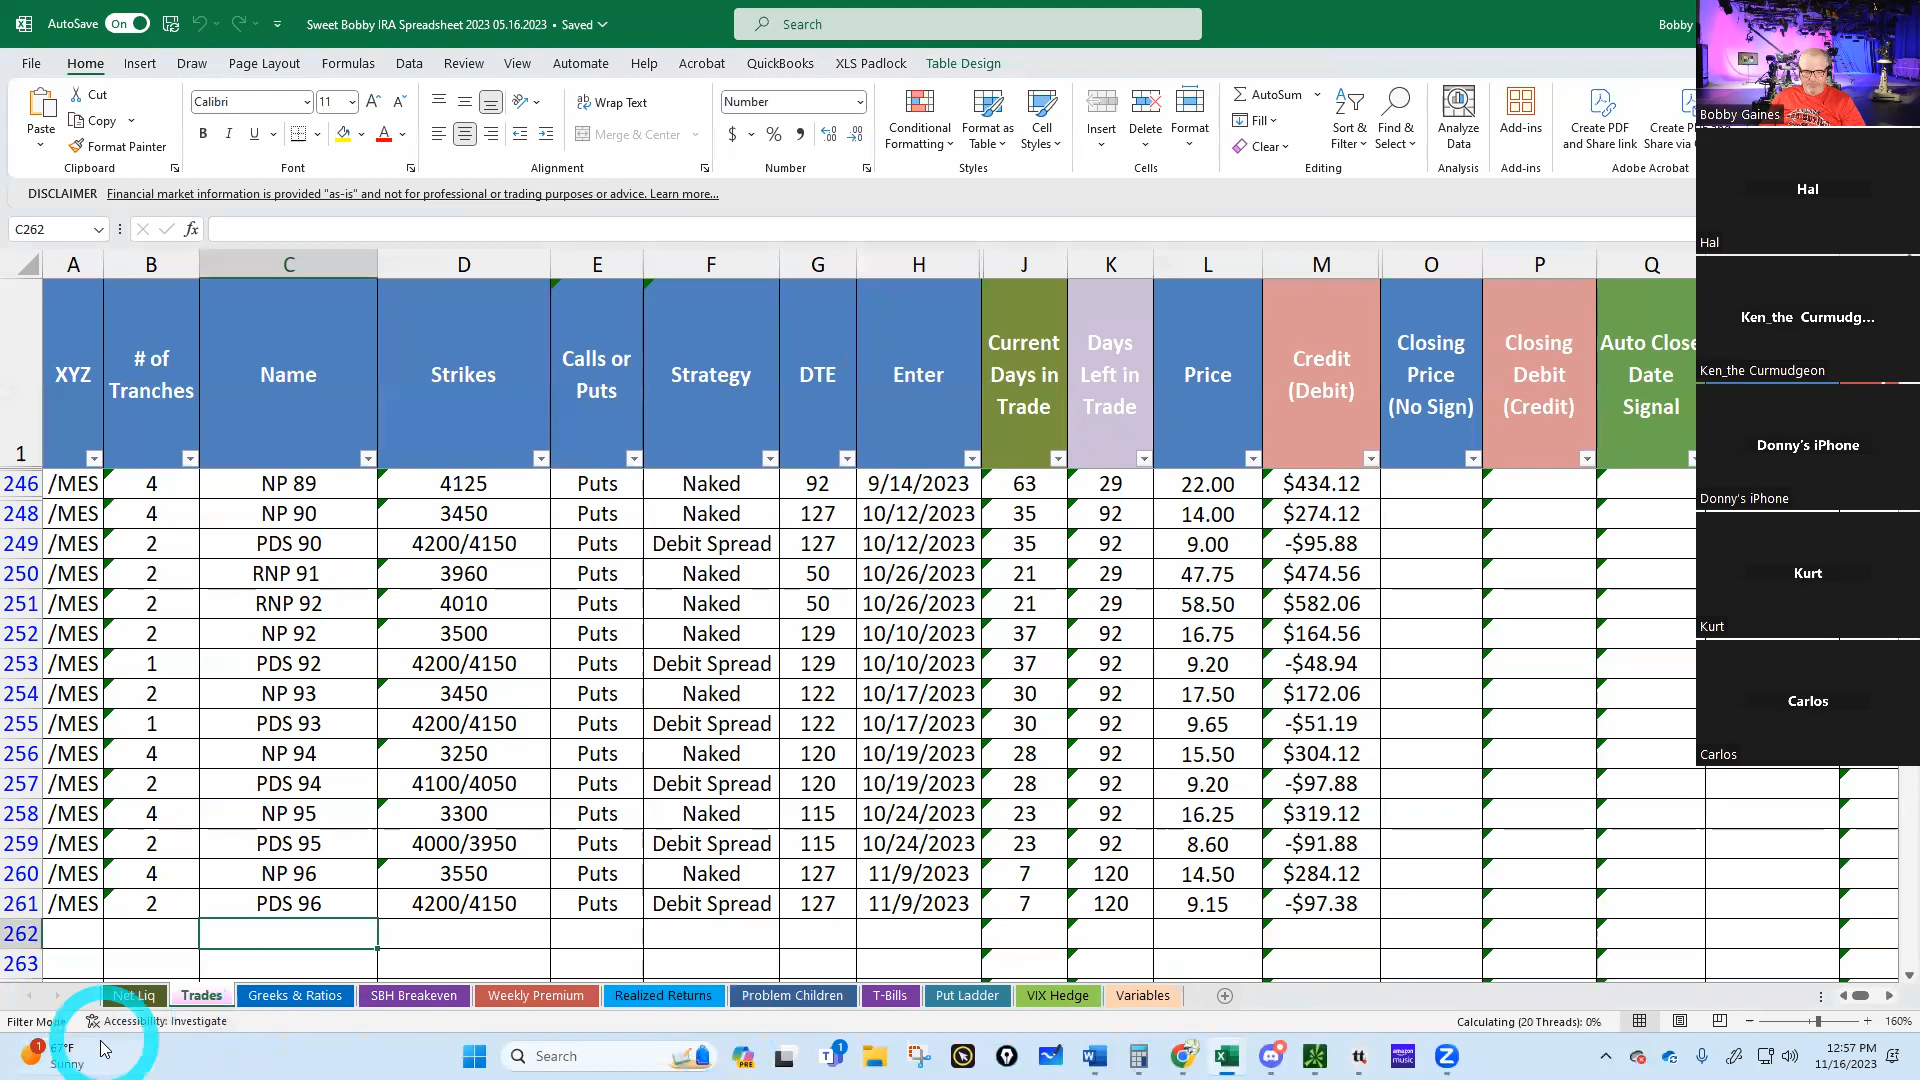 AutoSave On Sweet Bobby IRA Spreadsheet 2023 05.16.2023 • Saved Search Bobby
File Home Insert Draw Page Layout Formulas Data Review View Automate Help Acrobat QuickBooks XLS Padlock Table Design
Paste Cut Copy Format Painter Clipboard
Calibri 11 B I U A Font
Wrap Text Merge & Center Alignment
Number $ % Number
Conditional Formatting Format as Table Cell Styles Styles
Insert Delete Format Cells
AutoSum Fill Clear Sort & Filter Find & Select Editing
Analyze Data Analysis
Add-ins Add-ins
Create PDF and Share link Create PDF Share via Adobe Acrobat
DISCLAIMER Financial market information is provided "as-is" and not for professional or trading purposes or advice. Learn more...
C262 fx
A B C D E F G H J K L M O P Q
1 XYZ # of Tranches Name Strikes Calls or Puts Strategy DTE Enter Current Days in Trade Days Left in Trade Price Credit (Debit) Closing Price (No Sign) Closing Debit (Credit) Auto Close Date Signal
246 /MES 4 NP 89 4125 Puts Naked 92 9/14/2023 63 29 22.00 $434.12
248 /MES 4 NP 90 3450 Puts Naked 127 10/12/2023 35 92 14.00 $274.12
249 /MES 2 PDS 90 4200/4150 Puts Debit Spread 127 10/12/2023 35 92 9.00 -$95.88
250 /MES 2 RNP 91 3960 Puts Naked 50 10/26/2023 21 29 47.75 $474.56
251 /MES 2 RNP 92 4010 Puts Naked 50 10/26/2023 21 29 58.50 $582.06
252 /MES 2 NP 92 3500 Puts Naked 129 10/10/2023 37 92 16.75 $164.56
253 /MES 1 PDS 92 4200/4150 Puts Debit Spread 129 10/10/2023 37 92 9.20 -$48.94
254 /MES 2 NP 93 3450 Puts Naked 122 10/17/2023 30 92 17.50 $172.06
255 /MES 1 PDS 93 4200/4150 Puts Debit Spread 122 10/17/2023 30 92 9.65 -$51.19
256 /MES 4 NP 94 3250 Puts Naked 120 10/19/2023 28 92 15.50 $304.12
257 /MES 2 PDS 94 4100/4050 Puts Debit Spread 120 10/19/2023 28 92 9.20 -$97.88
258 /MES 4 NP 95 3300 Puts Naked 115 10/24/2023 23 92 16.25 $319.12
259 /MES 2 PDS 95 4000/3950 Puts Debit Spread 115 10/24/2023 23 92 8.60 -$91.88
260 /MES 4 NP 96 3550 Puts Naked 127 11/9/2023 7 120 14.50 $284.12
261 /MES 2 PDS 96 4200/4150 Puts Debit Spread 127 11/9/2023 7 120 9.15 -$97.38
262
263
Net Liq Trades Greeks & Ratios SBH Breakeven Weekly Premium Realized Returns Problem Children T-Bills Put Ladder VIX Hedge Variables
Filter Mode Accessibility: Investigate Calculating (20 Threads): 0% 160%
1 67°F Sunny Search PRE 1 tt amazon music 12:57 PM 11/16/2023
Bobby Gaines
Hal
Hal
Ken_the Curmudg...
Ken_the Curmudgeon
Donny's iPhone
Donny's iPhone
Kurt
Kurt
Carlos
Carlos